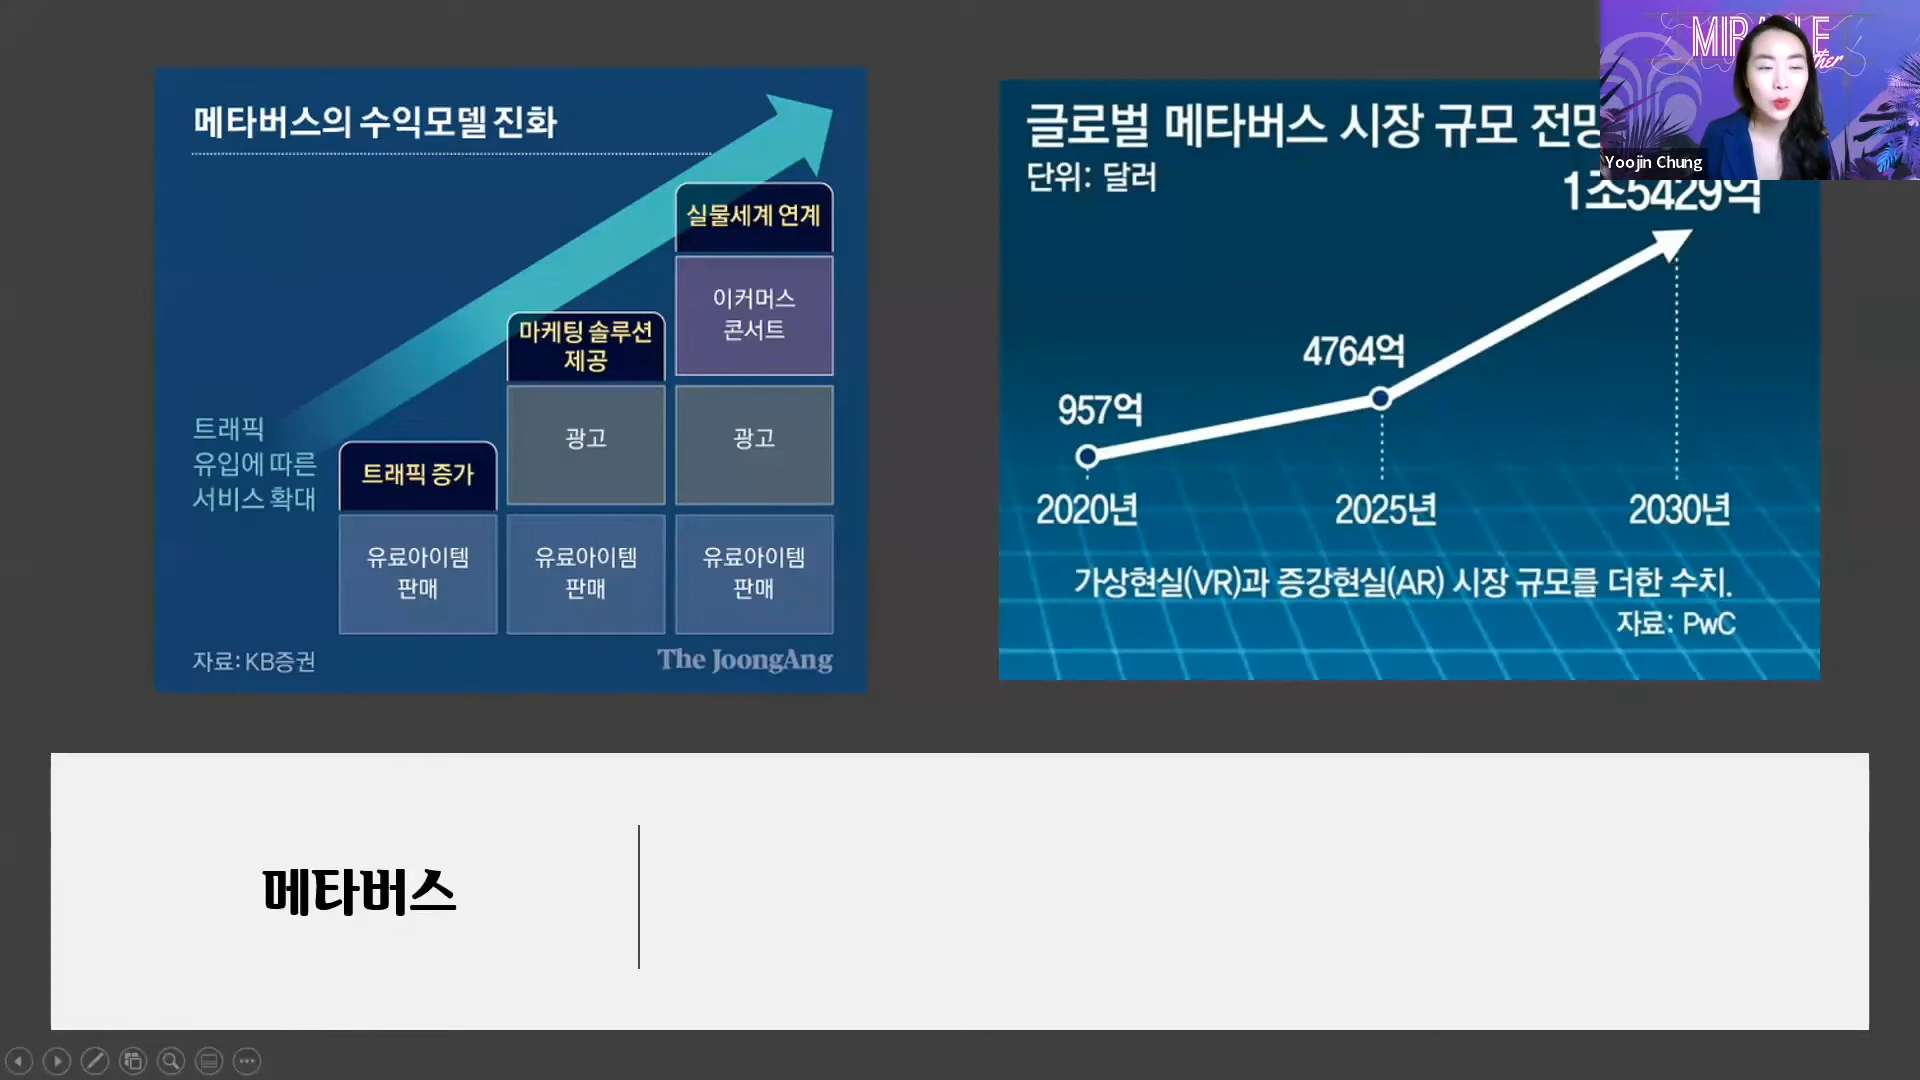 메타버스의 수익모델 진화
실물세계 연계
이커머스
콘서트
마케팅 솔루션
제공
광고
광고
트래픽
유입에 따른
서비스 확대
트래픽 증가
유료아이템
판매
유료아이템
판매
유료아이템
판매
자료: KB증권
The JoongAng
글로벌 메타버스 시장 규모 전망
단위: 달러
1조5429억
4764억
957억
2020년
2025년
2030년
가상현실(VR)과 증강현실(AR) 시장 규모를 더한 수치.
자료: PwC
Yoojin Chung
메타버스